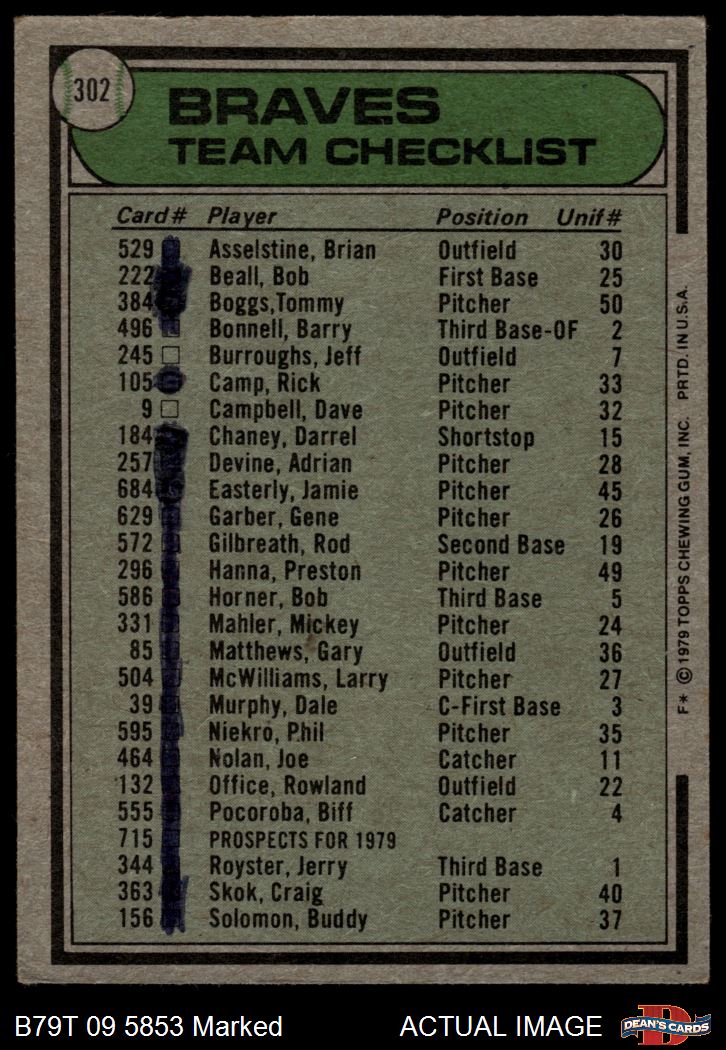 302
BRAVES
TEAM CHECKLIST
Card# Player Position Unif#
529 Asselstine, Brian Outfield 30
222 Beall, Bob First Base 25
384 Boggs,Tommy Pitcher 50
496 Bonnell, Barry Third Base-OF 2
245 Burroughs, Jeff Outfield 7
105 Camp, Rick Pitcher 33
9 Campbell, Dave Pitcher 32
184 Chaney, Darrel Shortstop 15
257 Devine, Adrian Pitcher 28
684 Easterly, Jamie Pitcher 45
629 Garber, Gene Pitcher 26
572 Gilbreath, Rod Second Base 19
296 Hanna, Preston Pitcher 49
586 Horner, Bob Third Base 5
331 Mahler, Mickey Pitcher 24
85 Matthews, Gary Outfield 36
504 McWilliams, Larry Pitcher 27
39 Murphy, Dale C-First Base 3
595 Niekro, Phil Pitcher 35
464 Nolan, Joe Catcher 11
132 Office, Rowland Outfield 22
555 Pocoroba, Biff Catcher 4
715 PROSPECTS FOR 1979
344 Royster, Jerry Third Base 1
363 Skok, Craig Pitcher 40
156 Solomon, Buddy Pitcher 37
F* © 1979 TOPPS CHEWING GUM, INC. PRTD. IN U.S.A.
B79T 09 5853 Marked ACTUAL IMAGE
D
DEAN'S CARDS